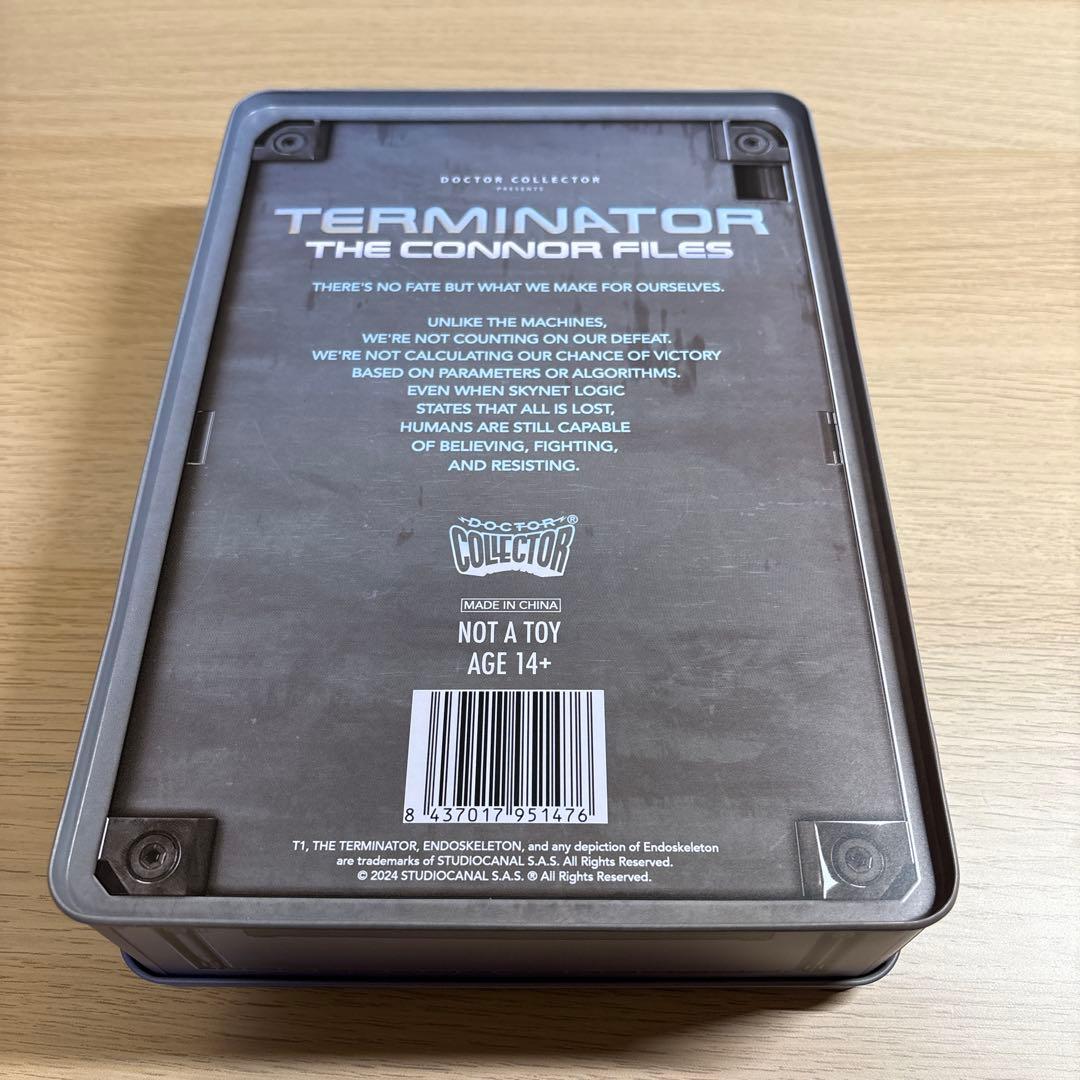 DOCTOR COLLECTOR
PRESENTS
TERMINATOR
THE CONNOR FILES
THERE'S NO FATE BUT WHAT WE MAKE FOR OURSELVES.
UNLIKE THE MACHINES,
WE'RE NOT COUNTING ON OUR DEFEAT.
WE'RE NOT CALCULATING OUR CHANCE OF VICTORY
BASED ON PARAMETERS OR ALGORITHMS.
EVEN WHEN SKYNET LOGIC
STATES THAT ALL IS LOST,
HUMANS ARE STILL CAPABLE
OF BELIEVING, FIGHTING,
AND RESISTING.
DOCTOR®
COLLECTOR
MADE IN CHINA
NOT A TOY
AGE 14+
8 437017 951476
T1, THE TERMINATOR, ENDOSKELETON, and any depiction of Endoskeleton
are trademarks of STUDIOCANAL S.A.S. All Rights Reserved.
© 2024 STUDIOCANAL S.A.S. ® All Rights Reserved.